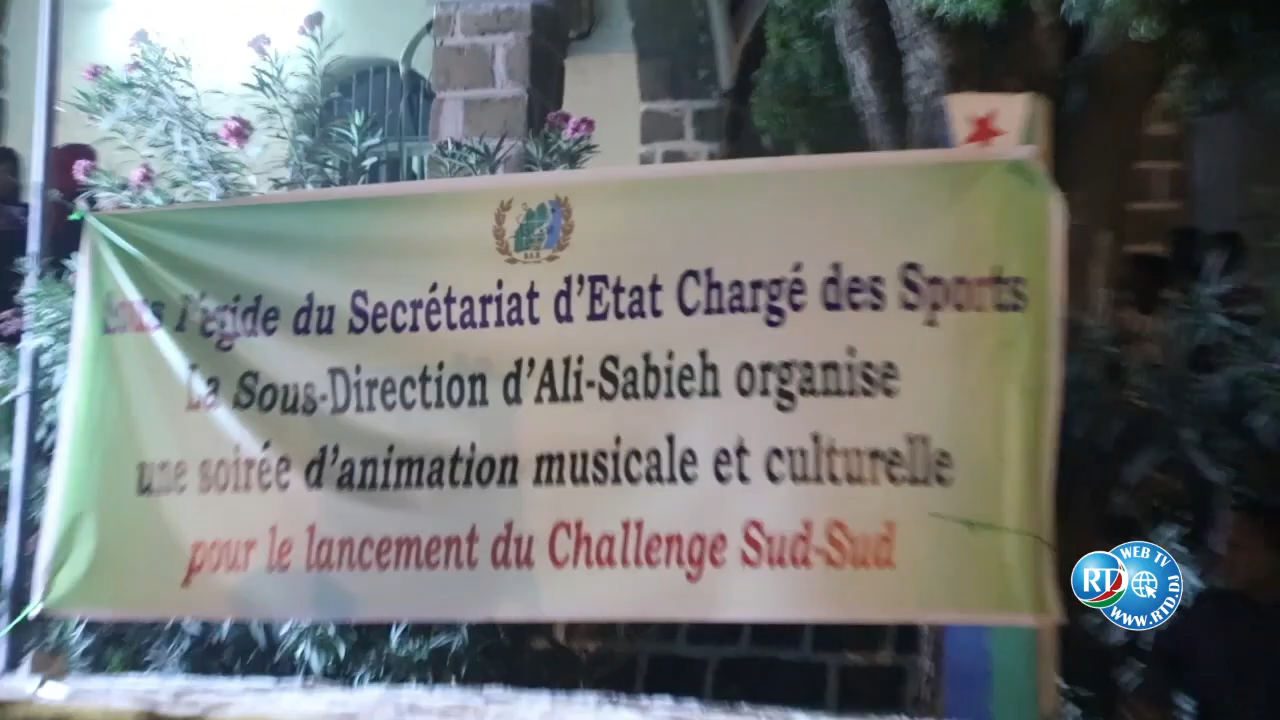 Sous l'égide du Secrétariat d'Etat Chargé des Sports
La Sous-Direction d'Ali-Sabieh organise
une soirée d'animation musicale et culturelle
pour le lancement du Challenge Sud-Sud
RTD
WEB TV
WWW.RTD.DJ